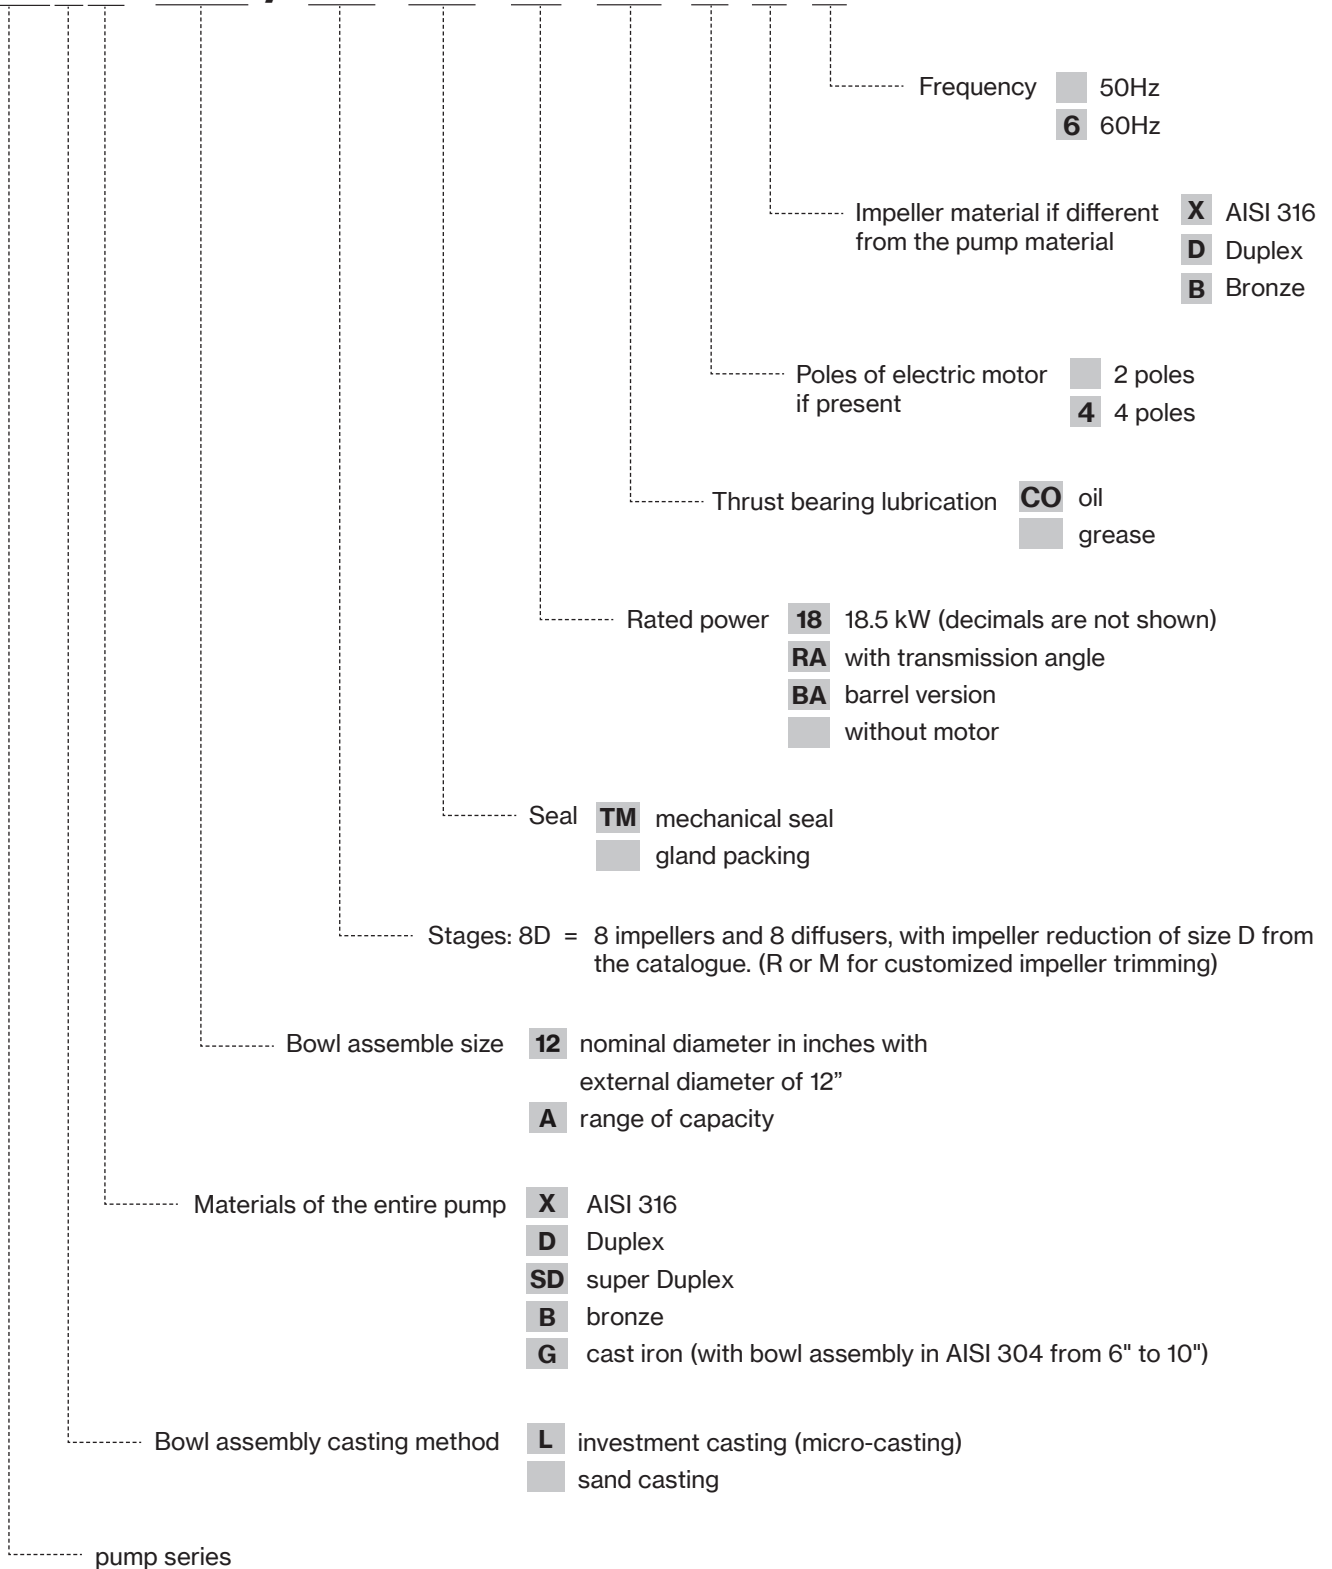 Frequency 50Hz
6 60Hz
Impeller material if different X AISI 316
from the pump material
D Duplex
B Bronze
Poles of electric motor 2 poles
if present
4 4 poles
Thrust bearing lubrication CO oil
grease
Rated power 18 18.5 kW (decimals are not shown)
RA with transmission angle
BA barrel version
without motor
Seal TM mechanical seal
gland packing
Stages: 8D = 8 impellers and 8 diffusers, with impeller reduction of size D from
the catalogue. (R or M for customized impeller trimming)
Bowl assemble size 12 nominal diameter in inches with
external diameter of 12”
A range of capacity
Materials of the entire pump X AISI 316
D Duplex
SD super Duplex
B bronze
G cast iron (with bowl assembly in AISI 304 from 6" to 10")
Bowl assembly casting method L investment casting (micro-casting)
sand casting
pump series